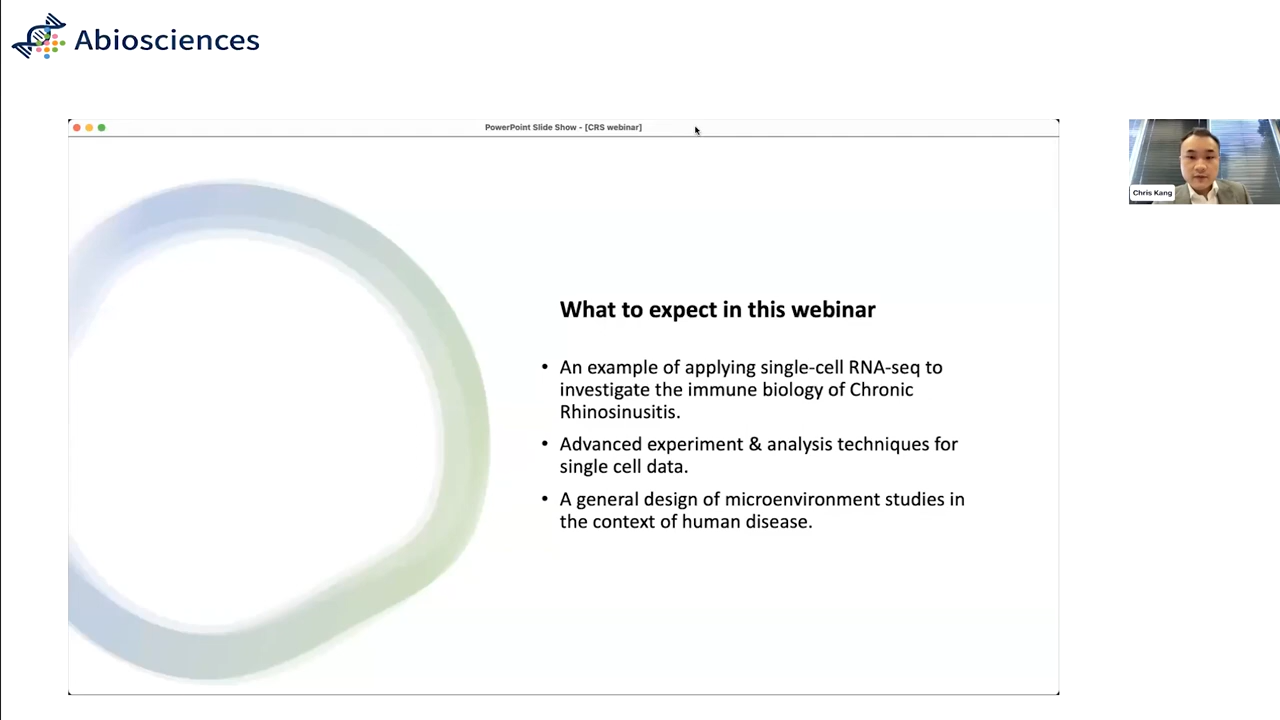 Abiosciences
PowerPoint Slide Show - [CRS webinar]
Chris Kang
What to expect in this webinar
• An example of applying single-cell RNA-seq to
investigate the immune biology of Chronic
Rhinosinusitis.
• Advanced experiment & analysis techniques for
single cell data.
• A general design of microenvironment studies in
the context of human disease.